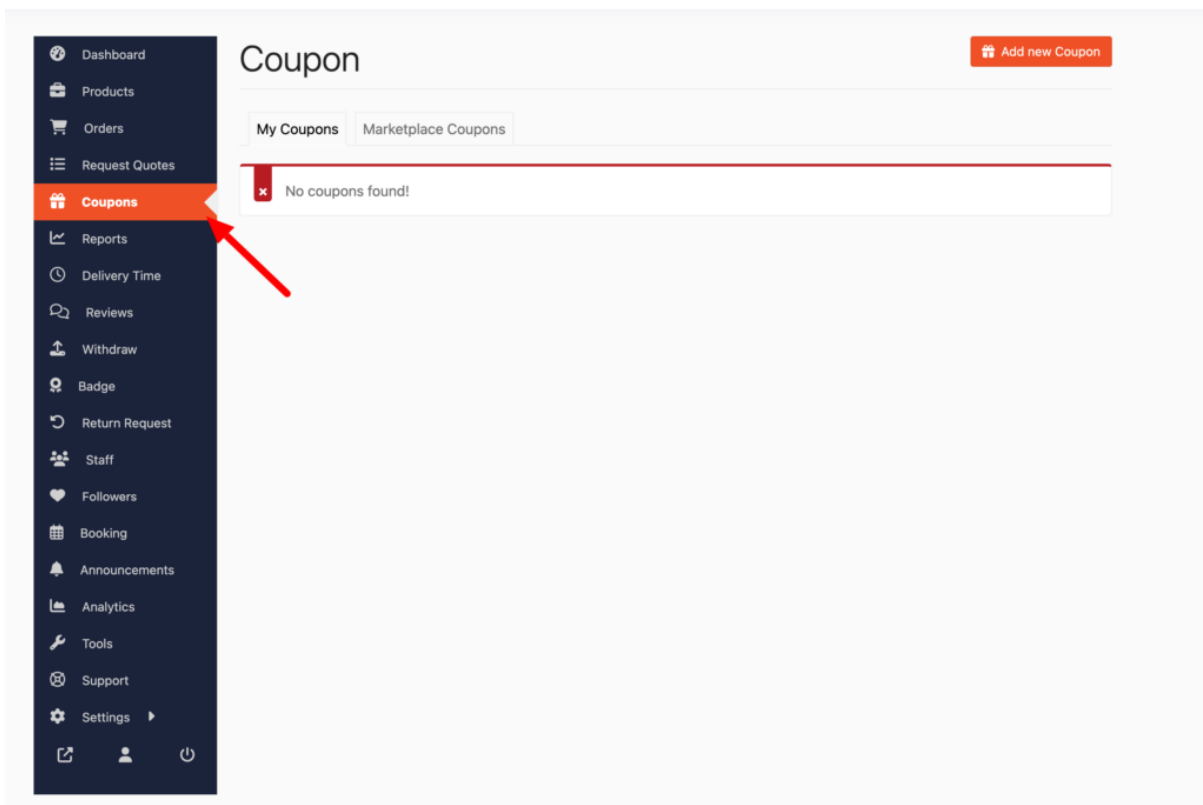 Dashboard
Products
Orders
Request Quotes
Coupons
Reports
Delivery Time
Reviews
Withdraw
Badge
Return Request
Staff
Followers
Booking
Announcements
Analytics
Tools
Support
Settings
Coupon
Add new Coupon
My Coupons Marketplace Coupons
No coupons found!